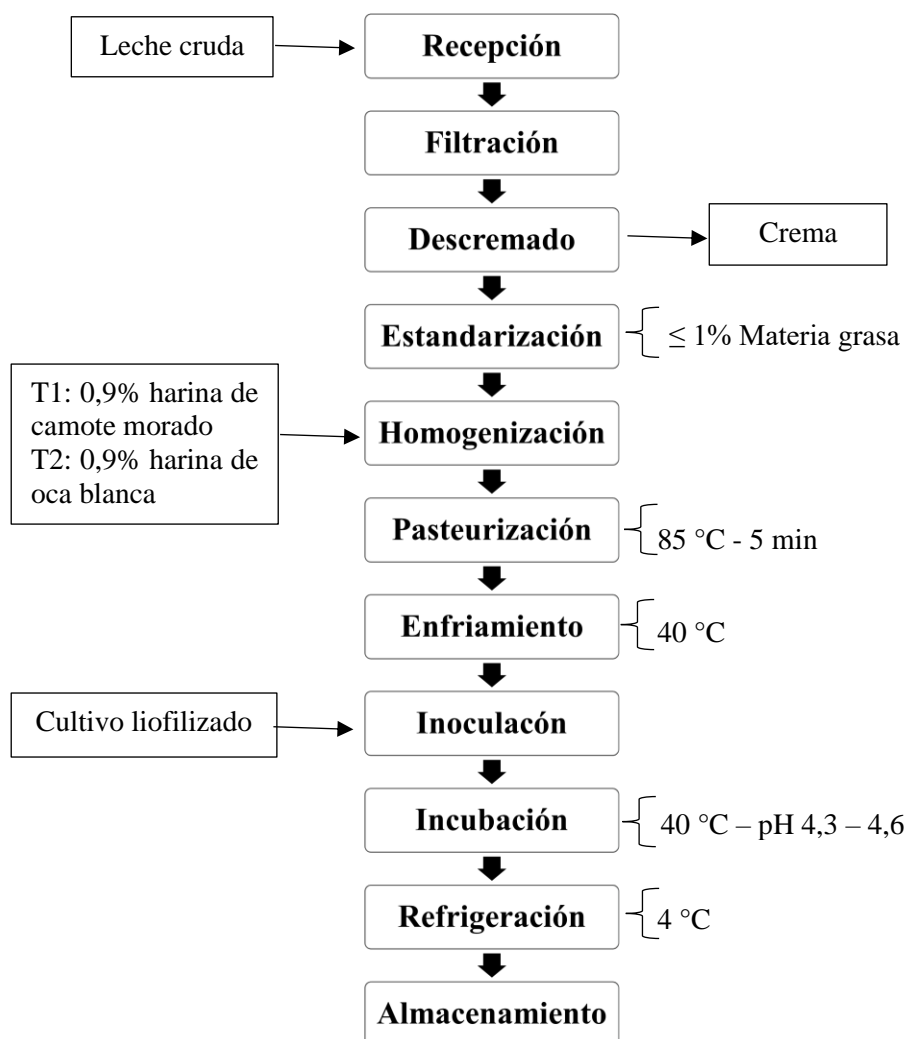 Leche cruda
Recepción
Filtración
Descremado
Crema
Estandarización
≤ 1% Materia grasa
T1: 0,9% harina de
camote morado
T2: 0,9% harina de
oca blanca
Homogenización
Pasteurización
85 °C - 5 min
Enfriamiento
40 °C
Cultivo liofilizado
Inoculacón
Incubación
40 °C – pH 4,3 – 4,6
Refrigeración
4 °C
Almacenamiento